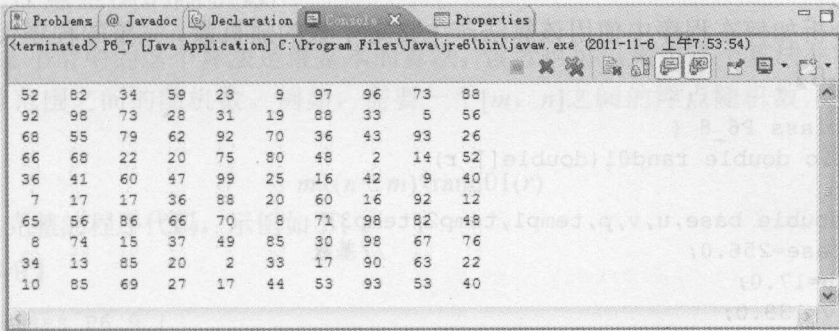 Problems @ Javadoc Declaration Console Properties
<terminated> P6_7 [Java Application] C:\Program Files\Java\jre6\bin\javaw.exe (2011-11-6 上午7:53:54)
52 82 34 59 23 5 97 96 73 88
92 98 73 28 31 19 88 33 5 56
68 55 79 62 92 70 36 43 93 26
66 68 22 20 75 80 48 2 14 52
36 41 60 47 99 25 16 42 9 40
7 17 17 36 88 20 60 16 92 12
65 56 86 66 70 81 71 98 62 48
8 74 15 37 49 85 30 98 67 76
24 13 85 20 2 33 17 90 63 22
10 85 69 27 17 44 53 93 53 40